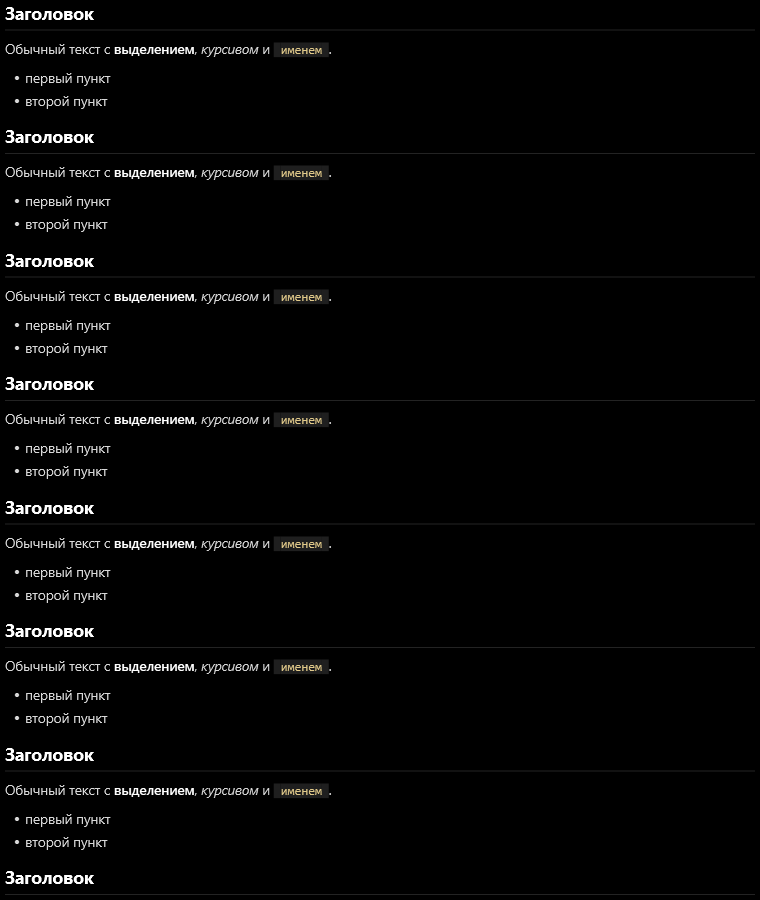 Заголовок
Обычный текст с выделением, курсивом и именем.
• первый пункт
• второй пункт
Заголовок
Обычный текст с выделением, курсивом и именем.
• первый пункт
• второй пункт
Заголовок
Обычный текст с выделением, курсивом и именем.
• первый пункт
• второй пункт
Заголовок
Обычный текст с выделением, курсивом и именем.
• первый пункт
• второй пункт
Заголовок
Обычный текст с выделением, курсивом и именем.
• первый пункт
• второй пункт
Заголовок
Обычный текст с выделением, курсивом и именем.
• первый пункт
• второй пункт
Заголовок
Обычный текст с выделением, курсивом и именем.
• первый пункт
• второй пункт
Заголовок